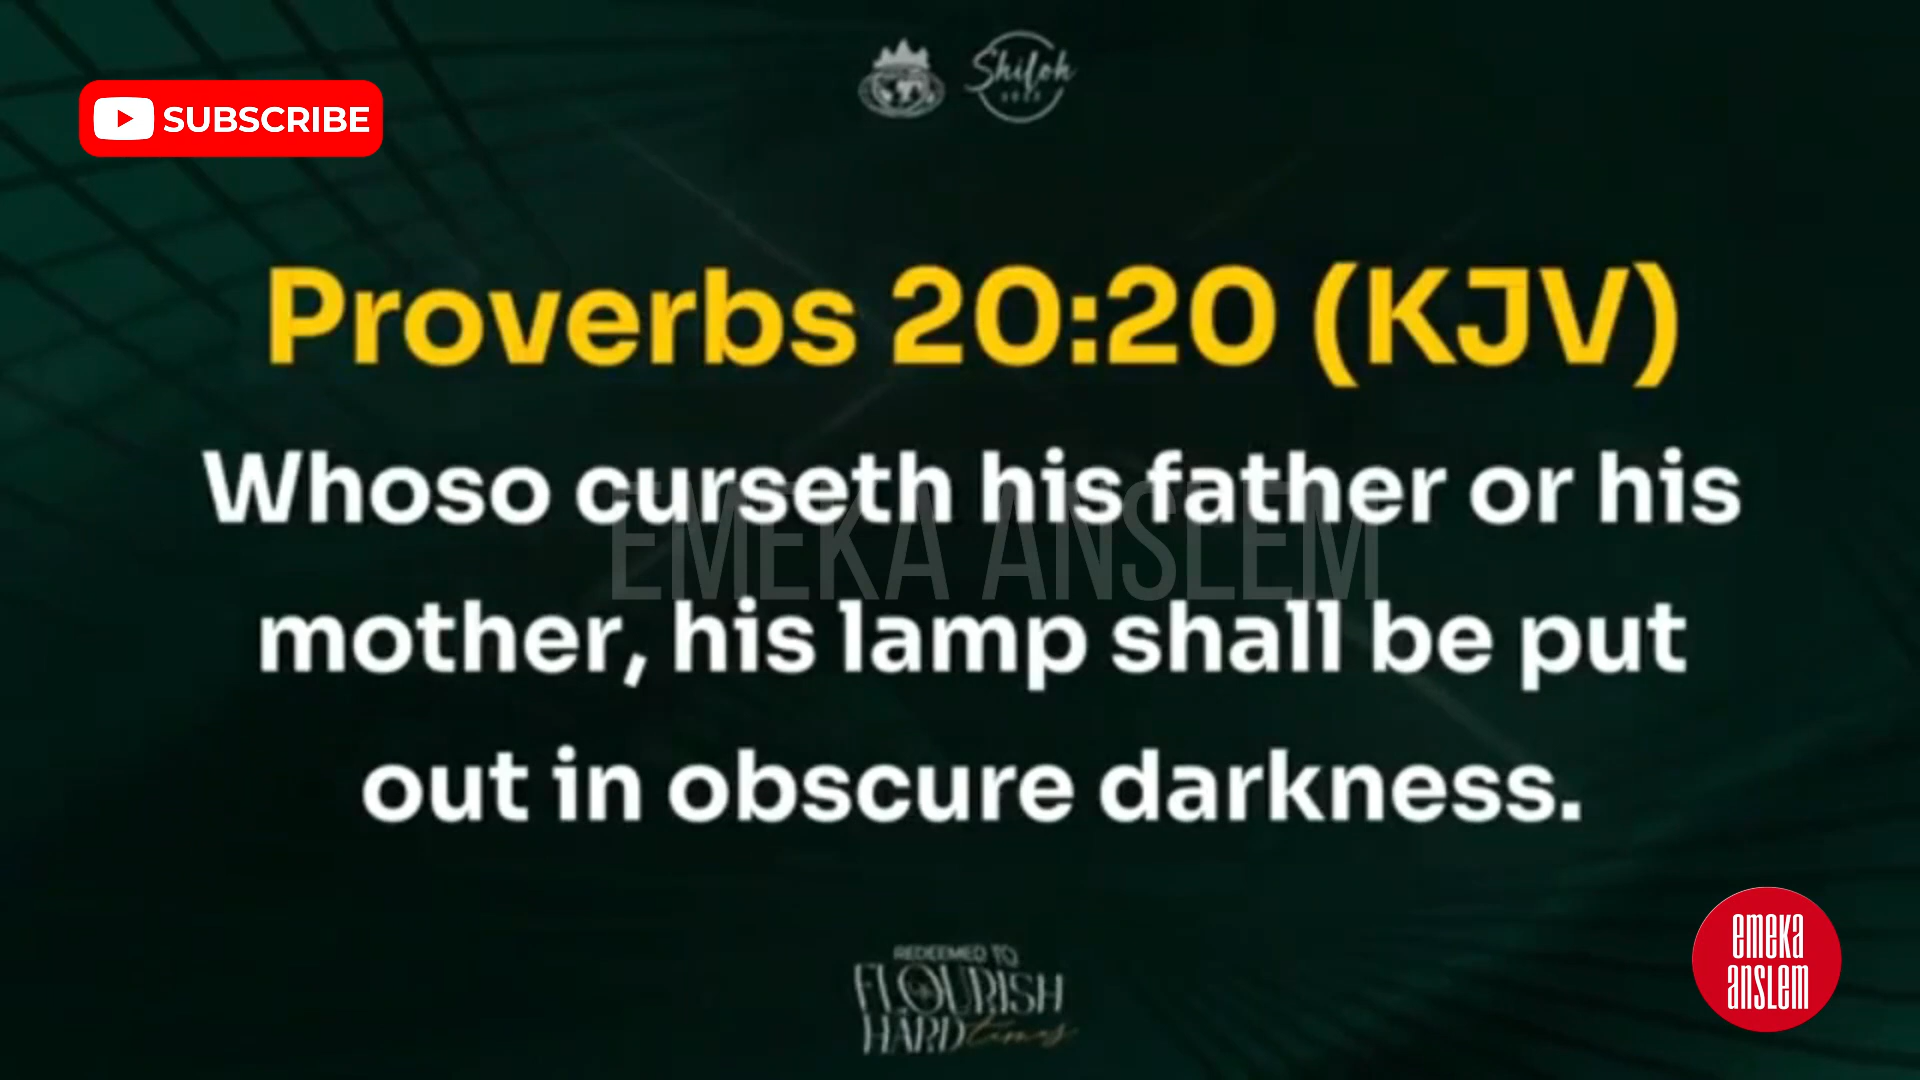 Shiloh
SUBSCRIBE
Proverbs 20:20 (KJV)
Whoso curseth his father or his
EMEKA ANSLEM
mother, his lamp shall be put
out in obscure darkness.
emeka
anslem
REDEEMED TO
FLOURISH
HARD times